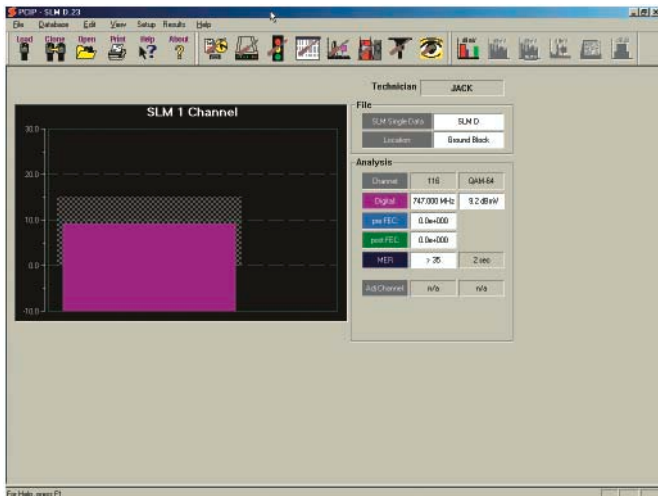 PCIP - SLM D.23
File Database Edit View Setup Results Help
Load Clone Open Print Help About
Technician JACK
SLM 1 Channel
30.0
20.0
10.0
0.0
-10.0
File
SLM Single Data SLM D
Location Ground Block
Analysis
Channel 116 QAM-64
Digital 747.000 MHz 9.2 dBmV
pre FEC 0.0e+000
post FEC 0.0e+000
MER > 35 2 sec
Adj Channel n/a n/a
For Help, press F1